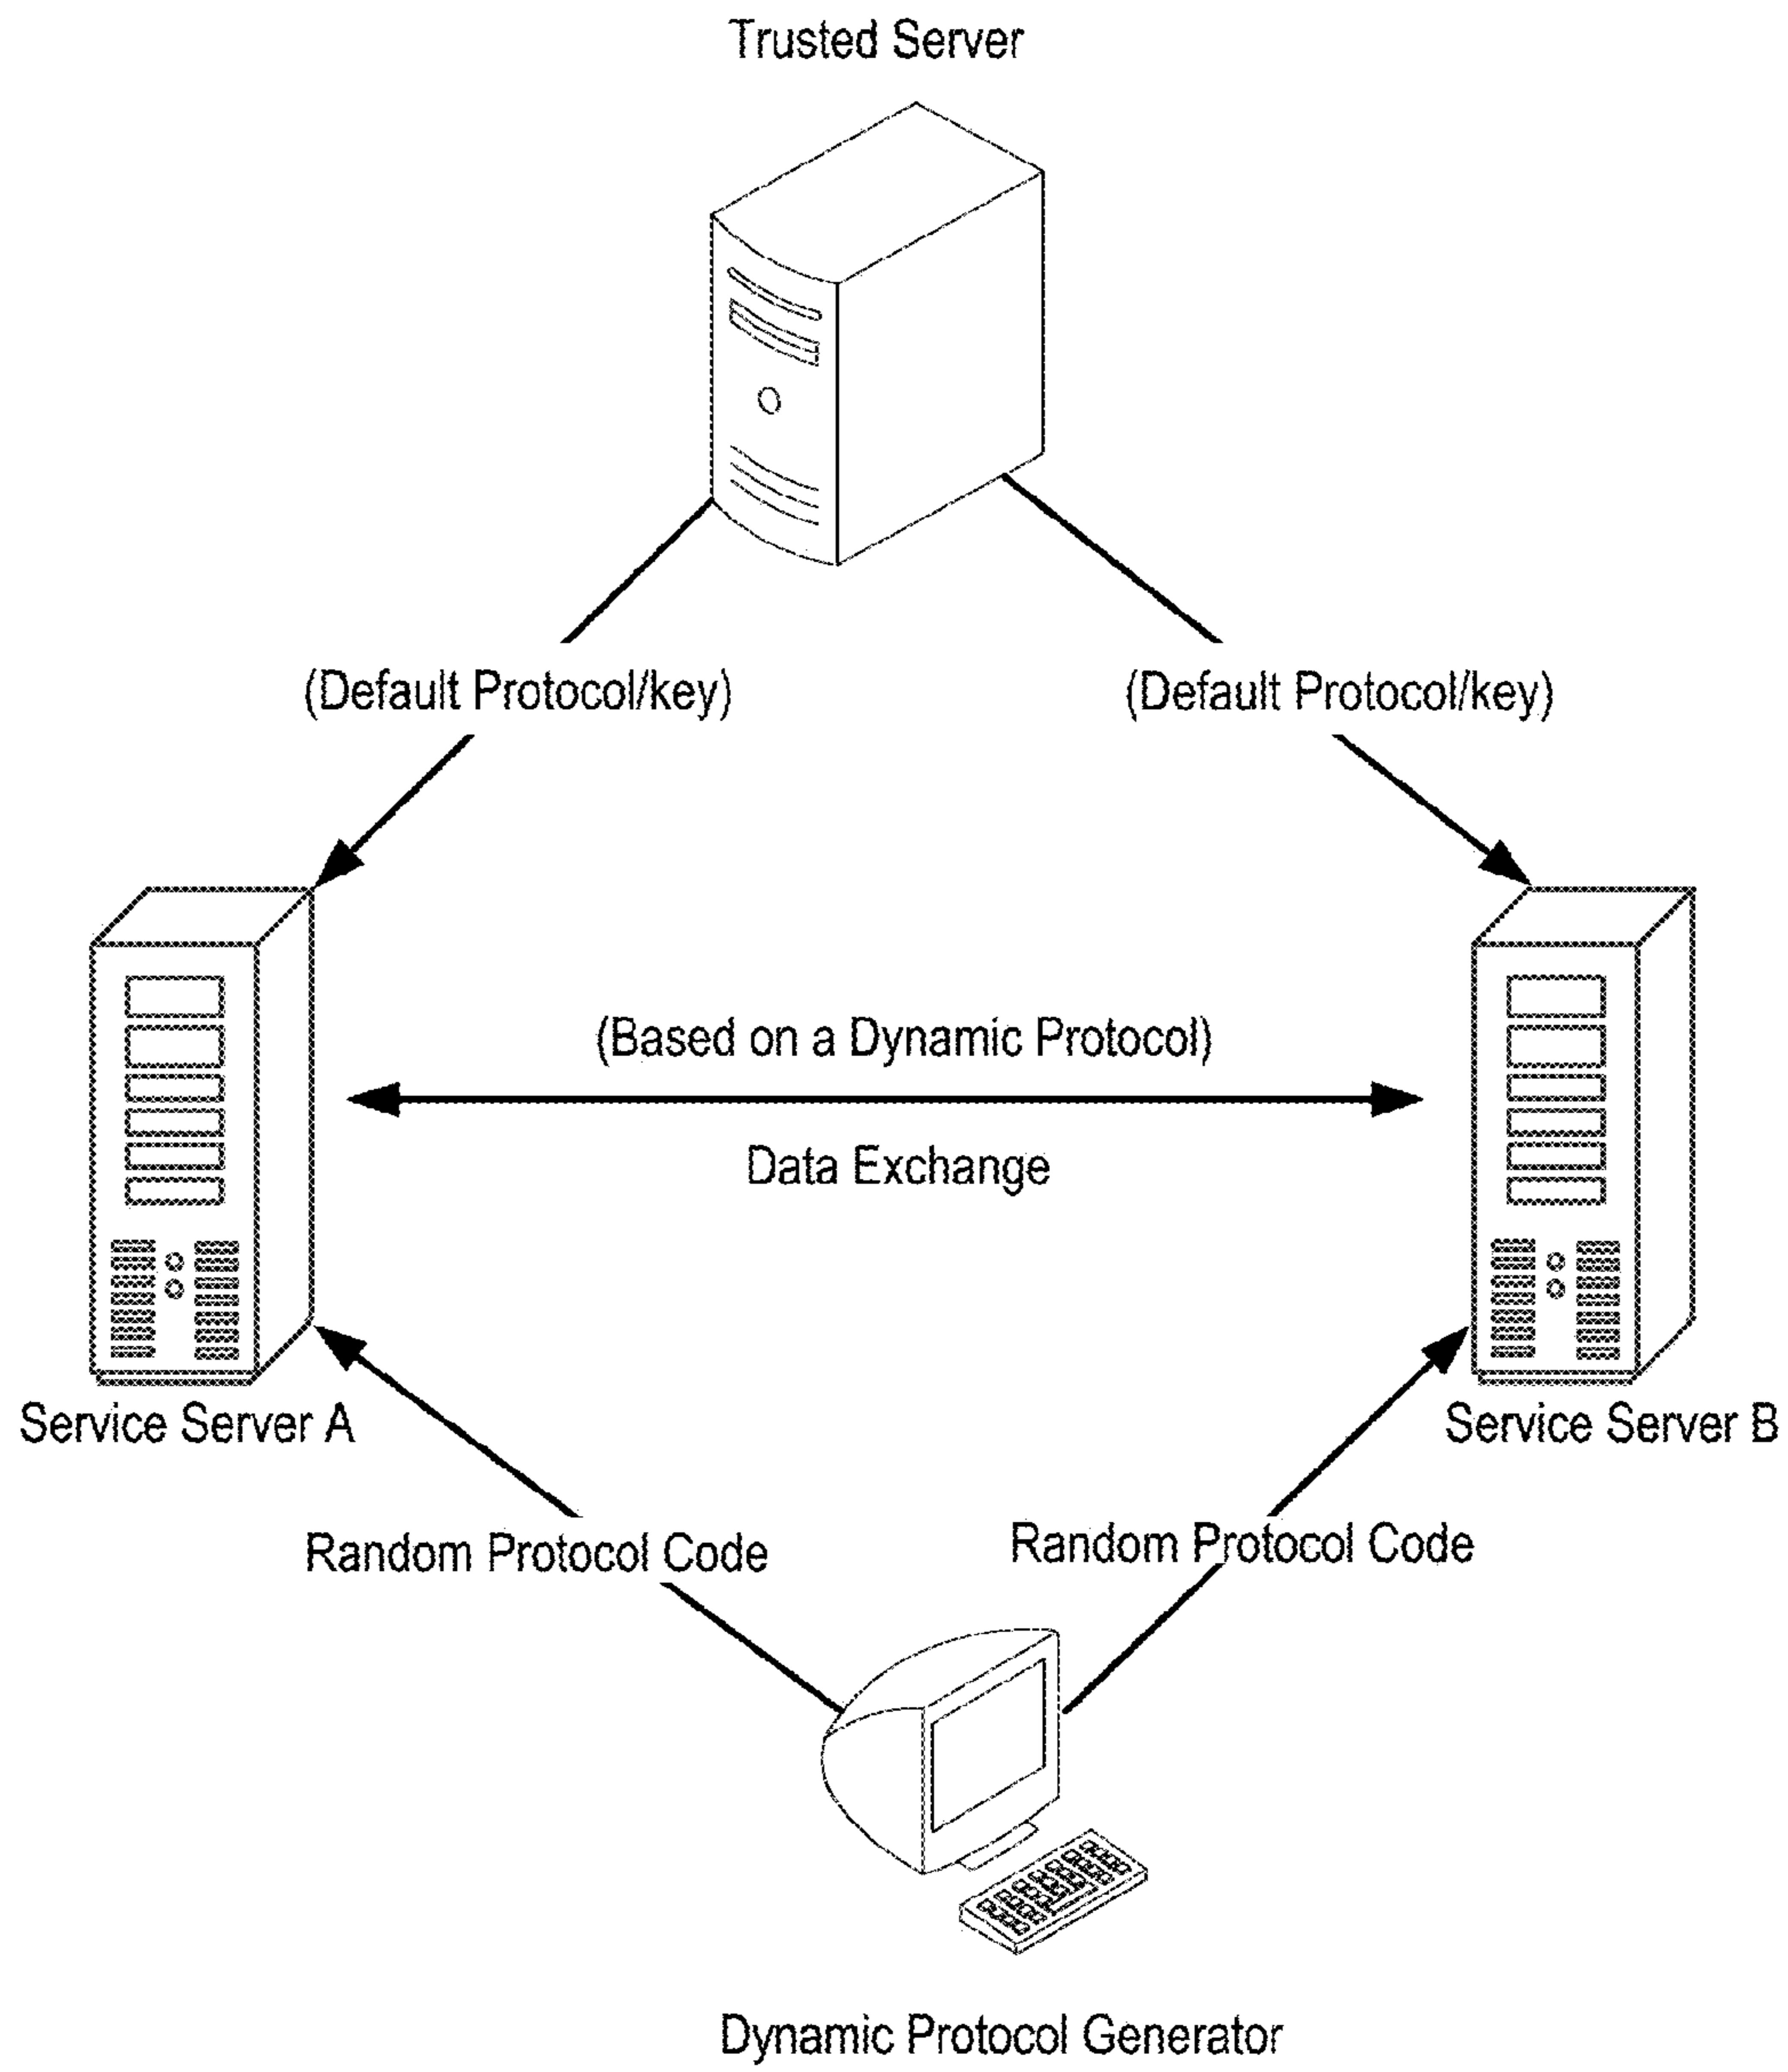 Trusted Server
(Default Protocol/key)
(Default Protocol/key)
(Based on a Dynamic Protocol)
Data Exchange
Service Server A
Service Server B
Random Protocol Code
Random Protocol Code
Dynamic Protocol Generator